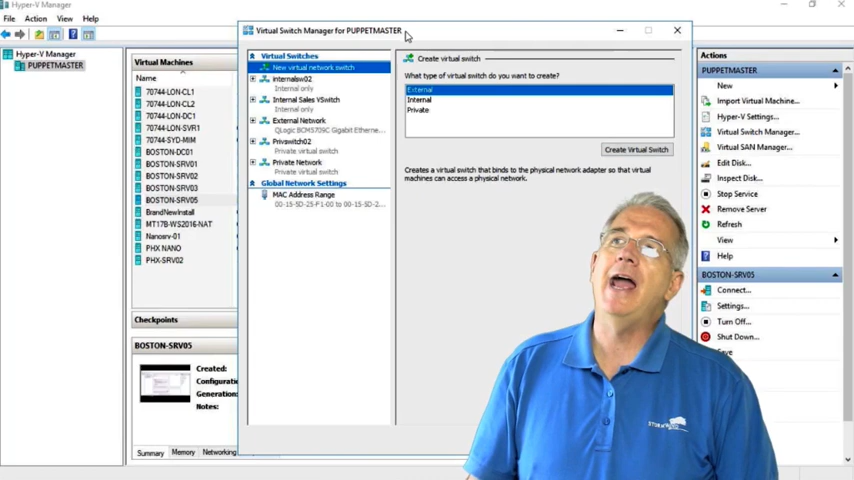 Hyper-V Manager
File Action View Help
Hyper-V Manager
PUPPETMASTER
Virtual Machines
Name
70744-LON-CL1
70744-LON-CL2
70744-LON-DC1
70744-LON-SVR1
70744-SYD-MIM
BOSTON-DC01
BOSTON-SRV01
BOSTON-SRV02
BOSTON-SRV03
BOSTON-SRV05
BrandNewInstall
MT17B-WS2016-NAT
Nanosrv-01
PHX NANO
PHX-SRV02
Checkpoints
BOSTON-SRV05
Created:
Configuratio
Generation:
Notes:
Summary Memory Networking
Virtual Switch Manager for PUPPETMASTER
Virtual Switches
New virtual network switch
internalsw02
Internal only
Internal Sales VSwitch
Internal only
External Network
QLogic BCM5709C Gigabit Etherne...
Privswitch02
Private virtual switch
Private Network
Private virtual switch
Global Network Settings
MAC Address Range
00-15-5D-25-F1-00 to 00-15-5D-2...
Create virtual switch
What type of virtual switch do you want to create?
External
Internal
Private
Create Virtual Switch
Creates a virtual switch that binds to the physical network adapter so that virtual
machines can access a physical network.
Actions
PUPPETMASTER
New
Import Virtual Machine...
Hyper-V Settings...
Virtual Switch Manager...
Virtual SAN Manager...
Edit Disk...
Inspect Disk...
Stop Service
Remove Server
Refresh
View
Help
BOSTON-SRV05
Connect...
Settings...
Turn Off...
Shut Down...
Save